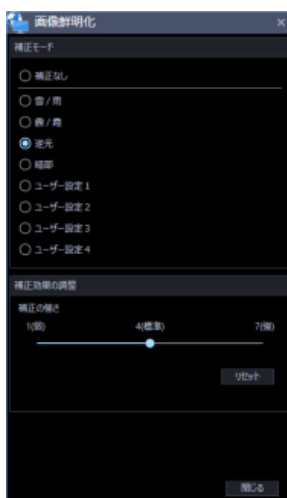 画像鮮明化
補正モード
補正なし
雪 / 雨
霧 / 靄
逆光
暗部
ユーザー設定 1
ユーザー設定 2
ユーザー設定 3
ユーザー設定 4
補正効果の調整
補正の強さ
1(弱) 4(標準) 7(強)
リセット
閉じる